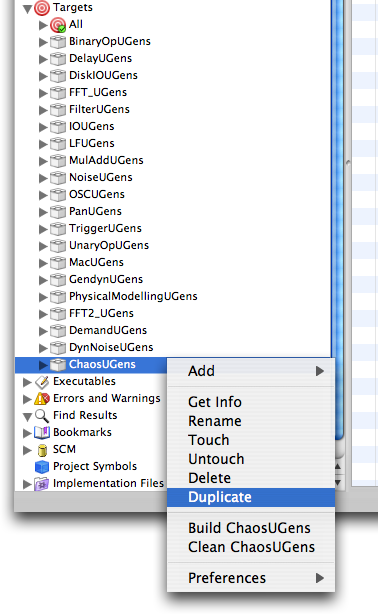 Targets
All
BinaryOpUGens
DelayUGens
DiskIOUGens
FFT_UGens
FilterUGens
IOUGens
LFUGens
MulAddUGens
NoiseUGens
OSCUGens
PanUGens
TriggerUGens
UnaryOpUGens
MacUGens
GendynUGens
PhysicalModellingUGens
FFT2_UGens
DemandUGens
DynNoiseUGens
ChaosUGens
Executables
Errors and Warnings
Find Results
Bookmarks
SCM
Project Symbols
Implementation Files
Add
Get Info
Rename
Touch
Untouch
Delete
Duplicate
Build ChaosUGens
Clean ChaosUGens
Preferences